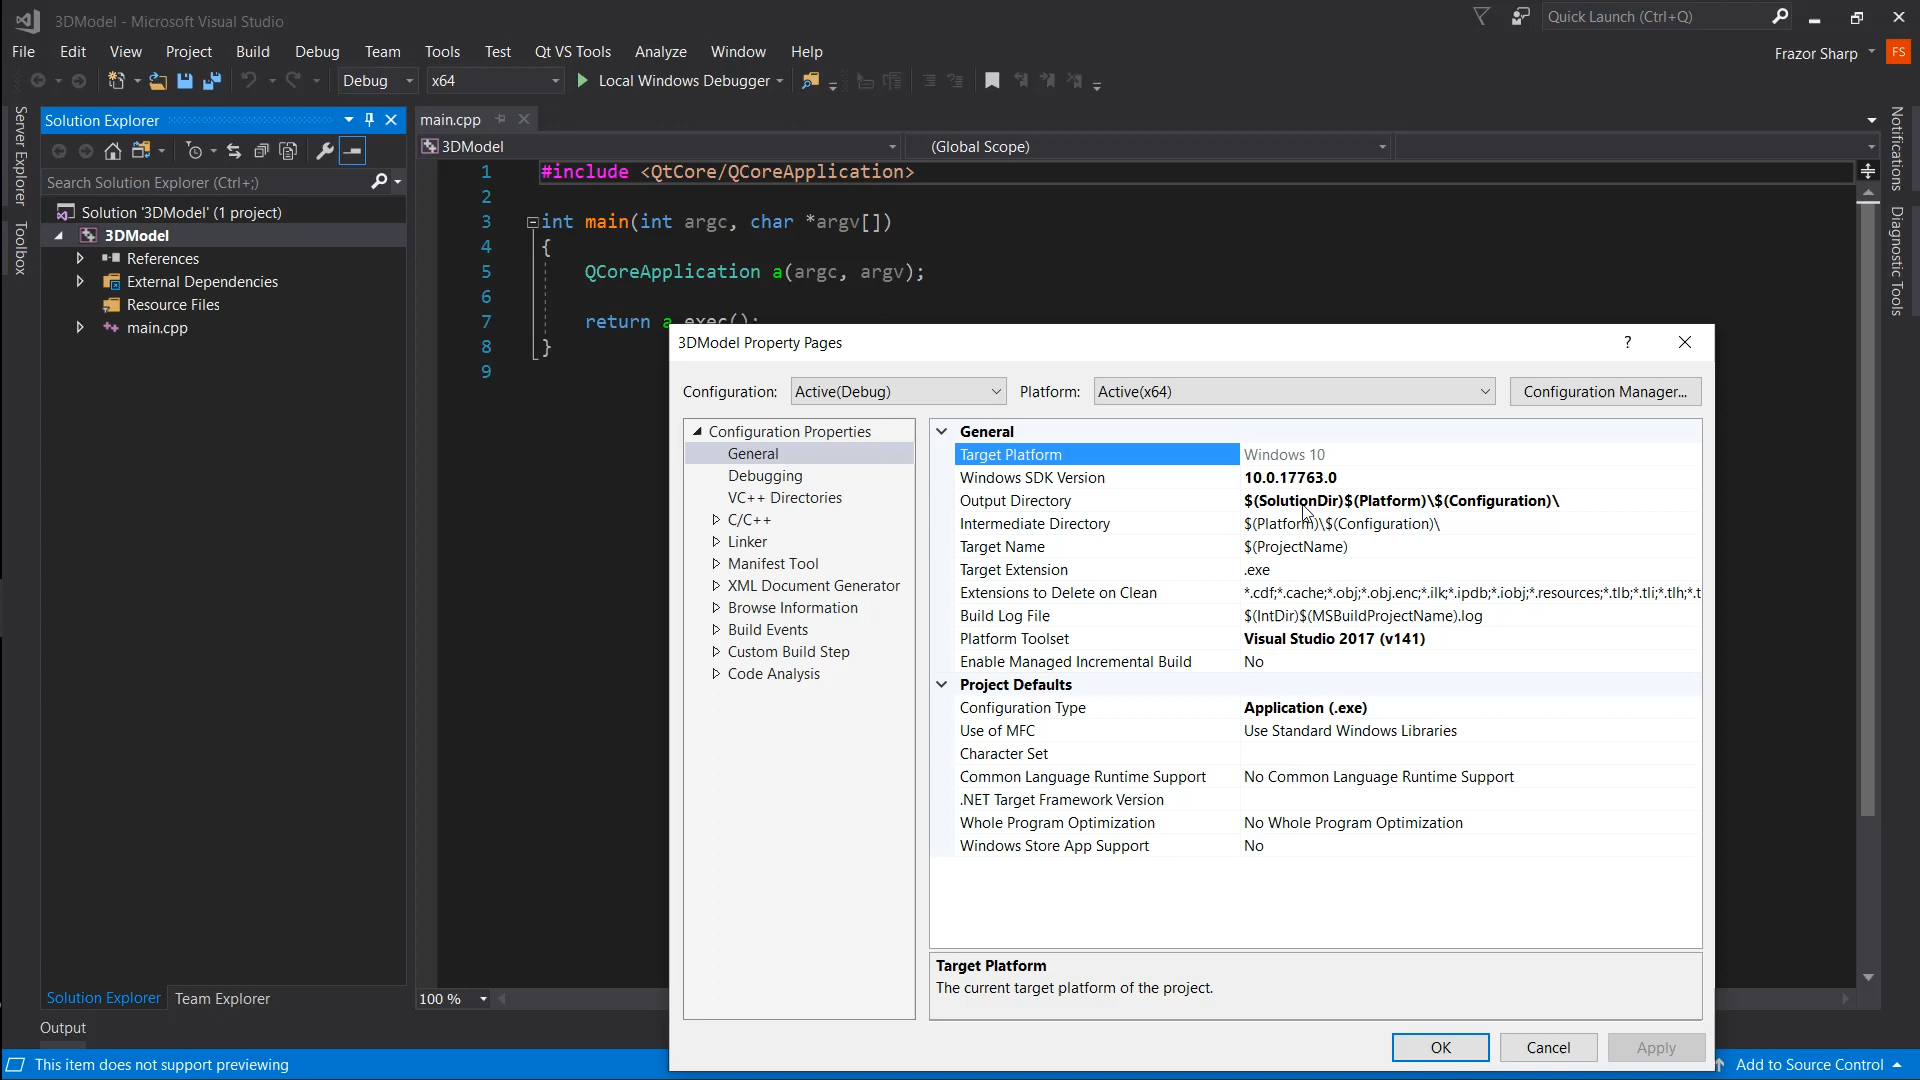 3DModel - Microsoft Visual Studio
Quick Launch (Ctrl+Q)
File Edit View Project Build Debug Team Tools Test Qt VS Tools Analyze Window Help
Frazor Sharp FS
Debug x64 Local Windows Debugger
Server Explorer
Toolbox
Solution Explorer
Search Solution Explorer (Ctrl+;)
Solution '3DModel' (1 project)
3DModel
References
External Dependencies
Resource Files
main.cpp
Solution Explorer Team Explorer
main.cpp
3DModel (Global Scope)
1 #include <QtCore/QCoreApplication>
2
3 int main(int argc, char *argv[])
4 {
5 QCoreApplication a(argc, argv);
6
7 return a.exec();
8 }
9
100 %
Notifications
Diagnostic Tools
3DModel Property Pages ?
Configuration: Active(Debug) Platform: Active(x64) Configuration Manager...
Configuration Properties
General
Debugging
VC++ Directories
C/C++
Linker
Manifest Tool
XML Document Generator
Browse Information
Build Events
Custom Build Step
Code Analysis
General
Target Platform Windows 10
Windows SDK Version 10.0.17763.0
Output Directory $(SolutionDir)$(Platform)\$(Configuration)\
Intermediate Directory $(Platform)\$(Configuration)\
Target Name $(ProjectName)
Target Extension .exe
Extensions to Delete on Clean *.cdf;*.cache;*.obj;*.obj.enc;*.ilk;*.ipdb;*.iobj;*.resources;*.tlb;*.tli;*.tlh;*.t
Build Log File $(IntDir)$(MSBuildProjectName).log
Platform Toolset Visual Studio 2017 (v141)
Enable Managed Incremental Build No
Project Defaults
Configuration Type Application (.exe)
Use of MFC Use Standard Windows Libraries
Character Set
Common Language Runtime Support No Common Language Runtime Support
.NET Target Framework Version
Whole Program Optimization No Whole Program Optimization
Windows Store App Support No
Target Platform
The current target platform of the project.
OK Cancel Apply
Output
This item does not support previewing
Add to Source Control